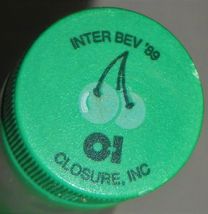 INTER BEV '89
OI
CLOSURE, INC